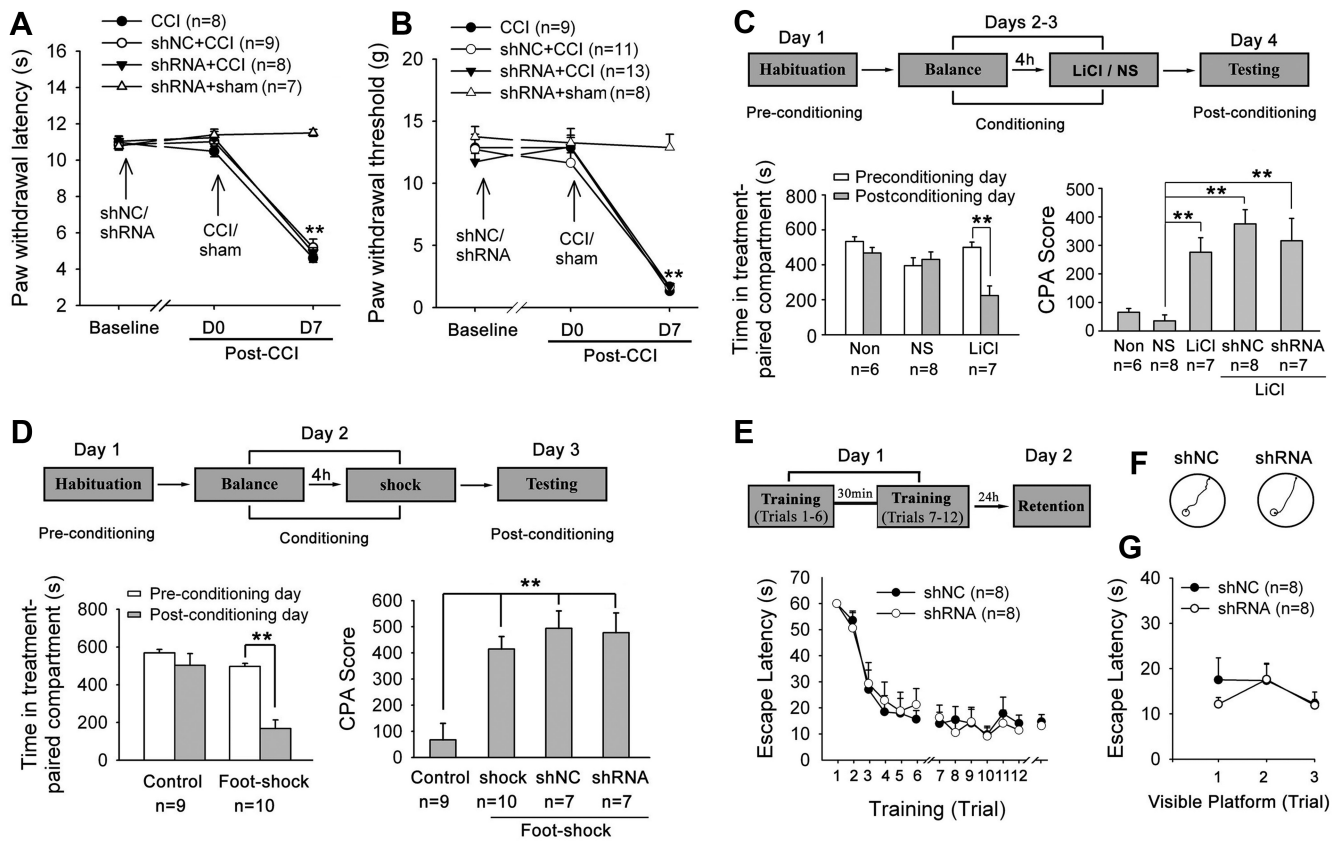 A
CCI (n=8)
shNC+CCI (n=9)
shRNA+CCI (n=8)
shRNA+sham (n=7)
Paw withdrawal latency (s)
16
14
12
10
8
6
4
2
shNC/
shRNA
CCI/
sham
**
Baseline
D0
D7
Post-CCI
B
CCI (n=9)
shNC+CCI (n=11)
shRNA+CCI (n=13)
shRNA+sham (n=8)
Paw withdrawal threshold (g)
20
15
10
5
0
shNC/
shRNA
CCI/
sham
**
Baseline
D0
D7
Post-CCI
C
Days 2-3
Day 1
Day 4
Habituation
Balance
4h
LiCl / NS
Testing
Pre-conditioning
Conditioning
Post-conditioning
Preconditioning day
Postconditioning day
Time in treatment-
paired compartment (s)
800
600
400
200
0
**
Non
NS
LiCl
n=6
n=8
n=7
CPA Score
500
400
300
200
100
0
**
**
**
Non
NS
LiCl
shNC
shRNA
n=6
n=8
n=7
n=8
n=7
LiCl
D
Day 2
Day 1
Day 3
Habituation
Balance
4h
shock
Testing
Pre-conditioning
Conditioning
Post-conditioning
Pre-conditioning day
Post-conditioning day
Time in treatment-
paired compartment (s)
800
600
400
200
0
**
Control
Foot-shock
n=9
n=10
CPA Score
600
500
400
300
200
100
0
**
Control
shock
shNC
shRNA
n=9
n=10
n=7
n=7
Foot-shock
E
Day 1
Day 2
Training
(Trials 1-6)
30min
Training
(Trials 7-12)
24h
Retention
shNC (n=8)
shRNA (n=8)
Escape Latency (s)
70
60
50
40
30
20
10
0
1 2 3 4 5 6 7 8 9 10 11 12
Training (Trial)
F
shNC
shRNA
G
shNC (n=8)
shRNA (n=8)
Escape Latency (s)
40
30
20
10
0
1
2
3
Visible Platform (Trial)